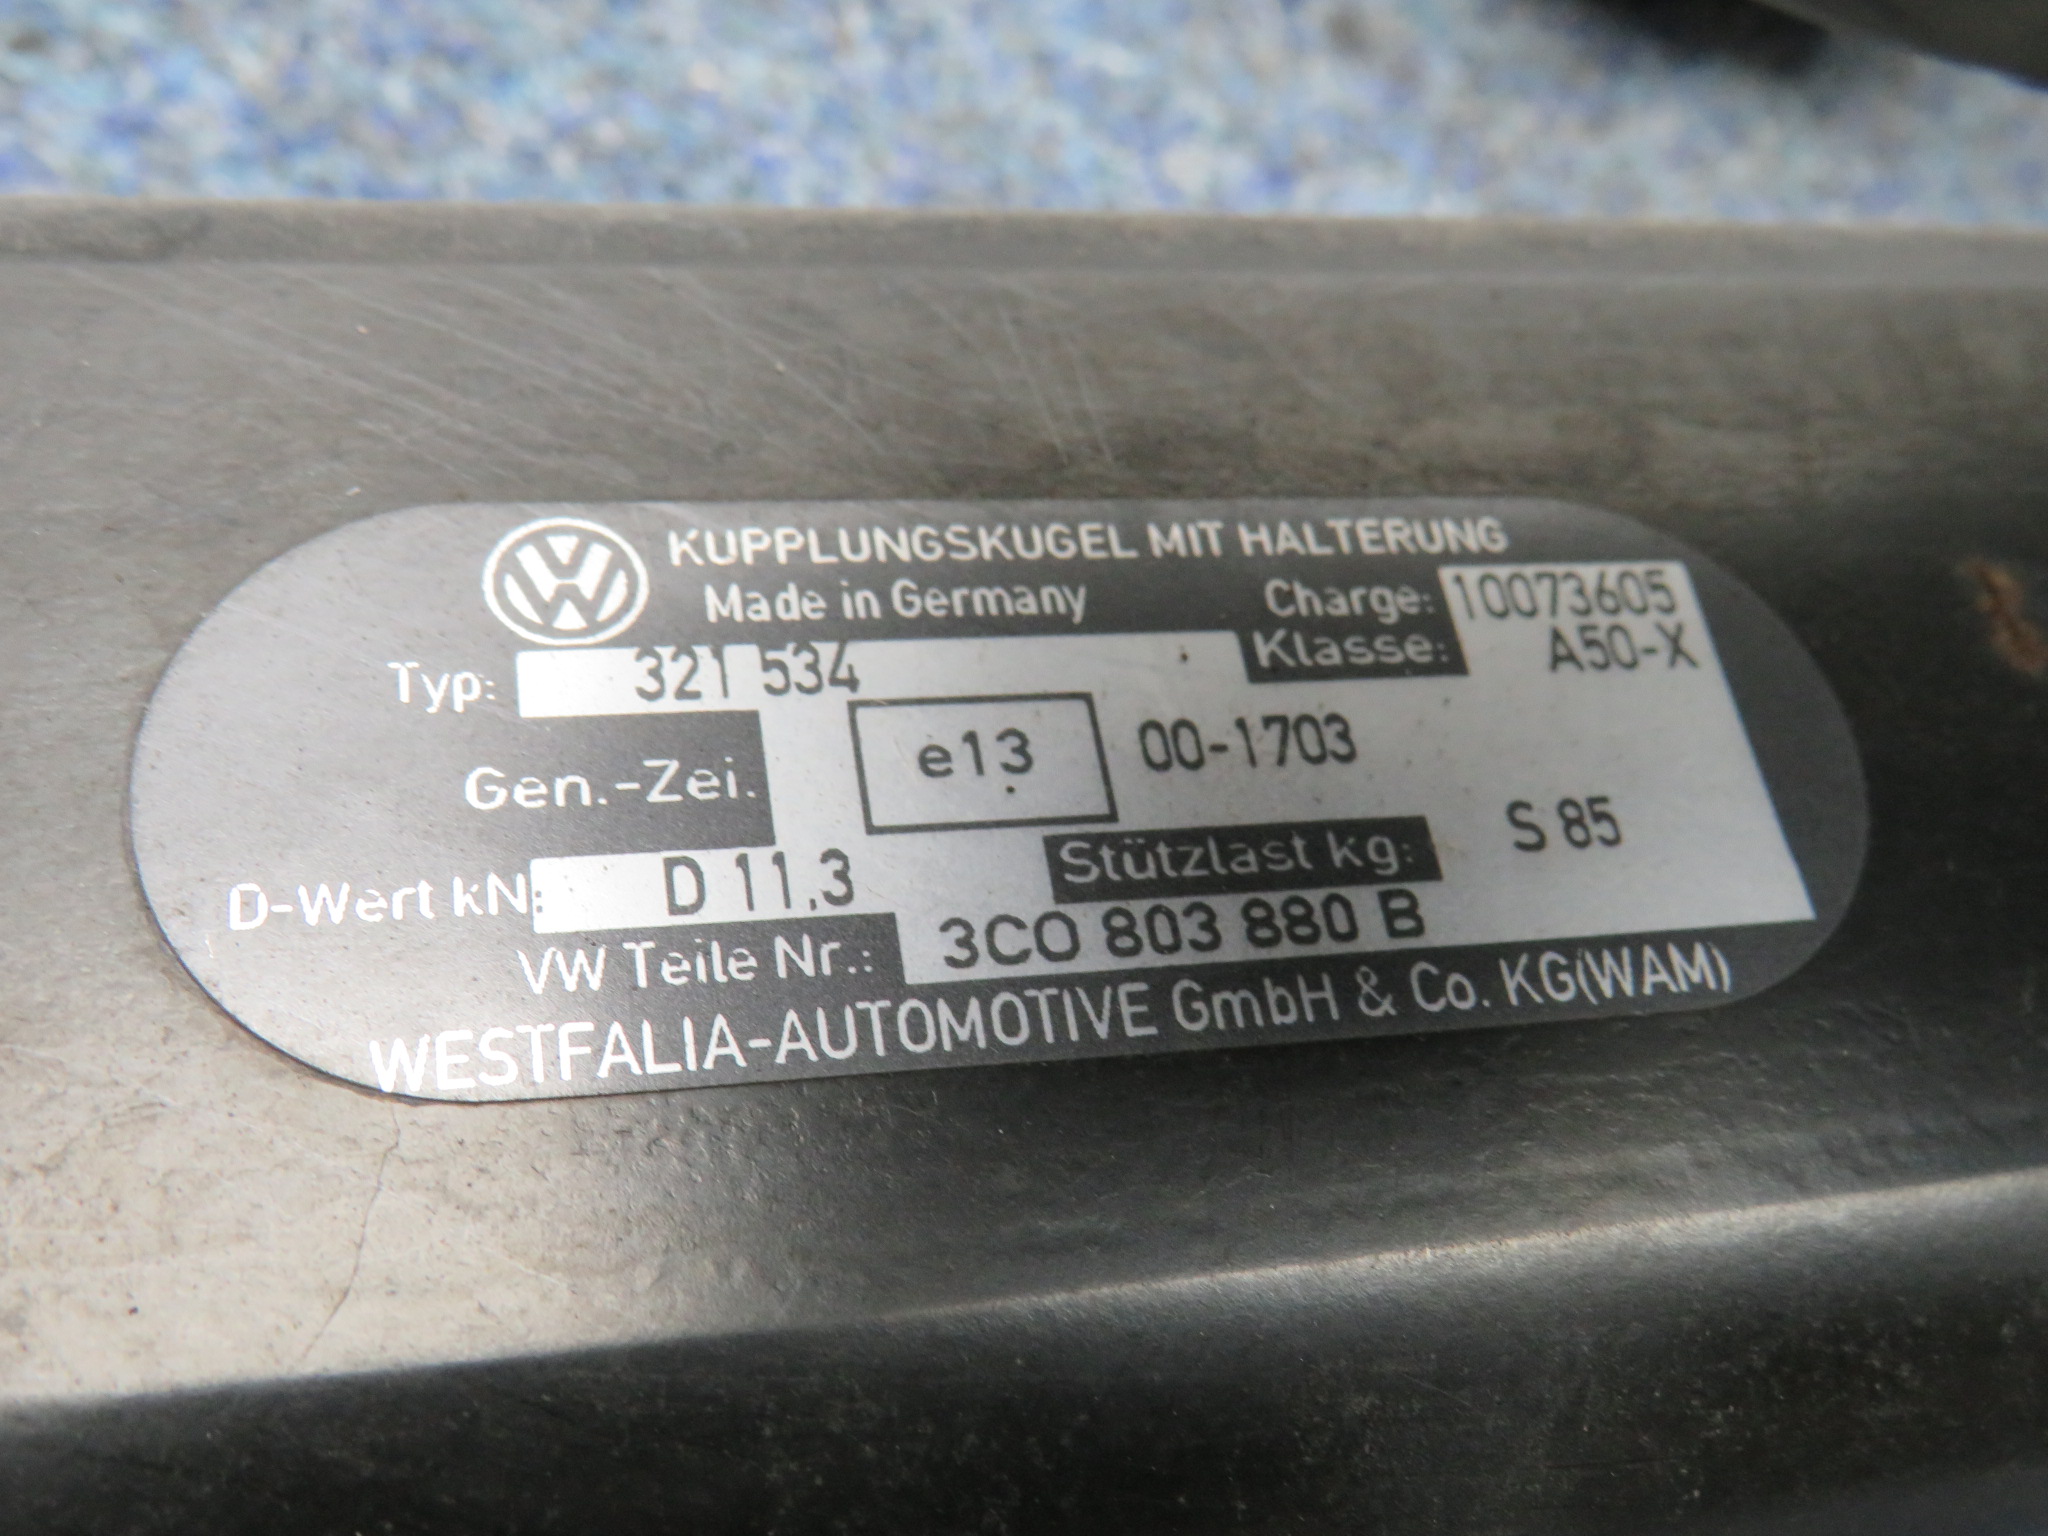 KUPPLUNGSKUGEL MIT HALTERUNG
Made in Germany
Charge: 10073605
Typ: 321 534
Klasse: A50-X
Gen.-Zei. e13 00-1703
D-Wert kN: D 11.3
Stützlast kg: S 85
VW Teile Nr.: 3C0 803 880 B
WESTFALIA-AUTOMOTIVE GmbH & Co. KG(WAM)